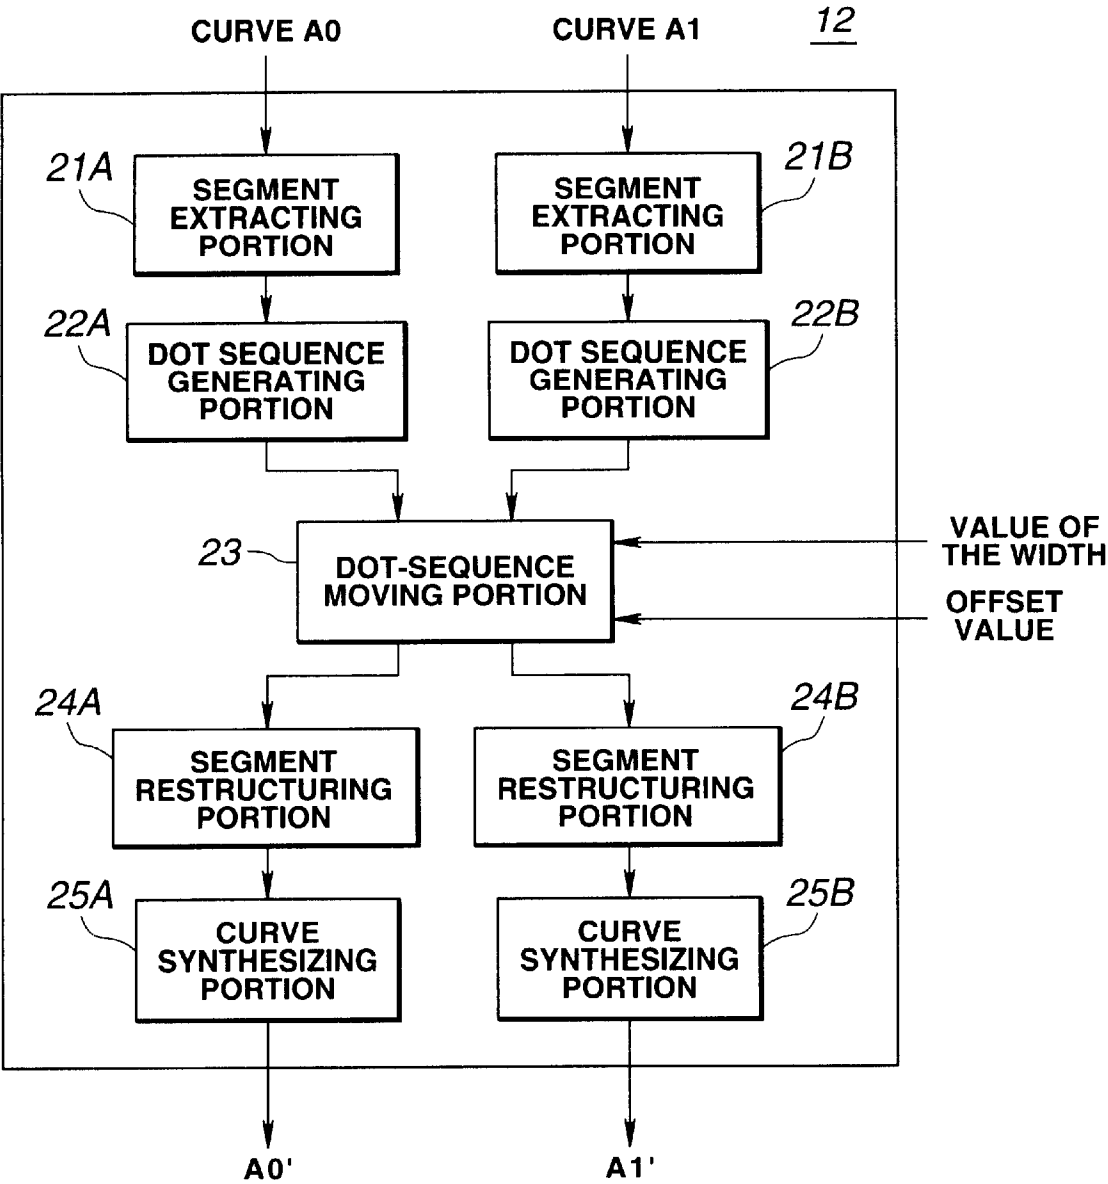 CURVE A0
CURVE A1
12
21A
SEGMENT
EXTRACTING
PORTION
SEGMENT
EXTRACTING
PORTION
21B
22A
DOT SEQUENCE
GENERATING
PORTION
DOT SEQUENCE
GENERATING
PORTION
22B
23
DOT-SEQUENCE
MOVING PORTION
VALUE OF
THE WIDTH
OFFSET
VALUE
24A
SEGMENT
RESTRUCTURING
PORTION
SEGMENT
RESTRUCTURING
PORTION
24B
25A
CURVE
SYNTHESIZING
PORTION
CURVE
SYNTHESIZING
PORTION
25B
A0'
A1'